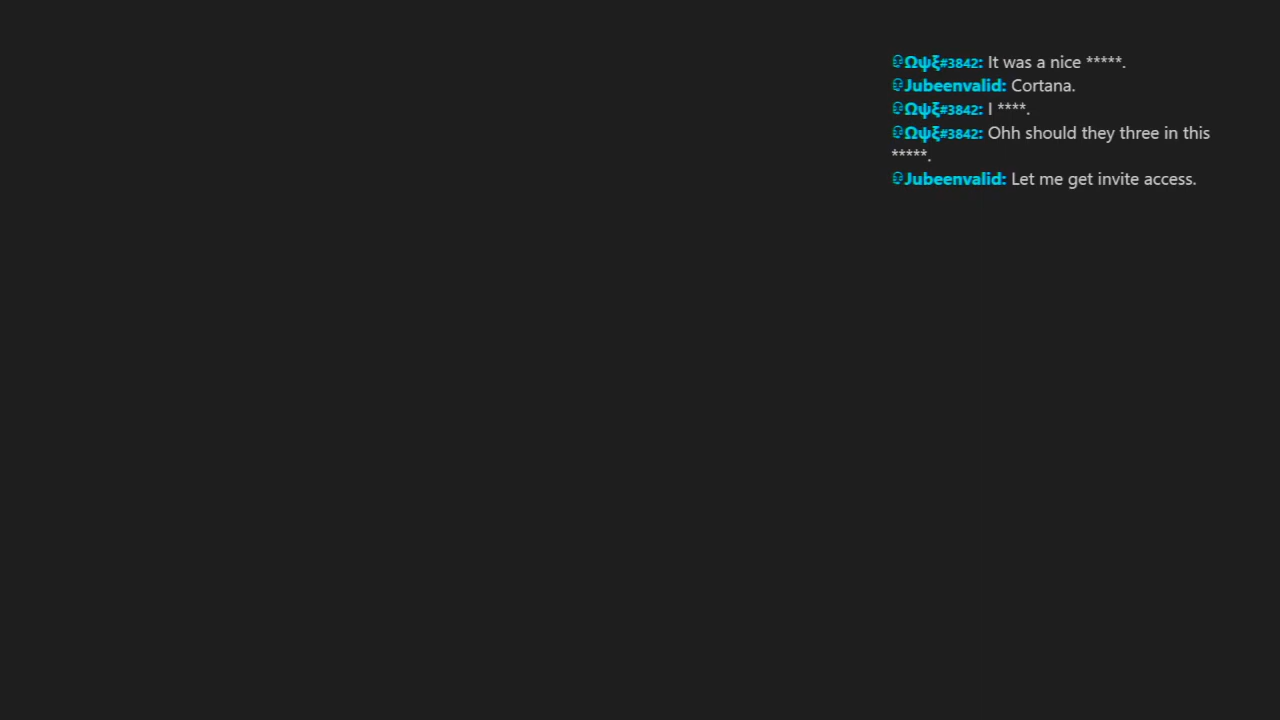 Ωψξ#3842: It was a nice *****.
Jubeenvalid: Cortana.
Ωψξ#3842: I ****.
Ωψξ#3842: Ohh should they three in this
*****.
Jubeenvalid: Let me get invite access.